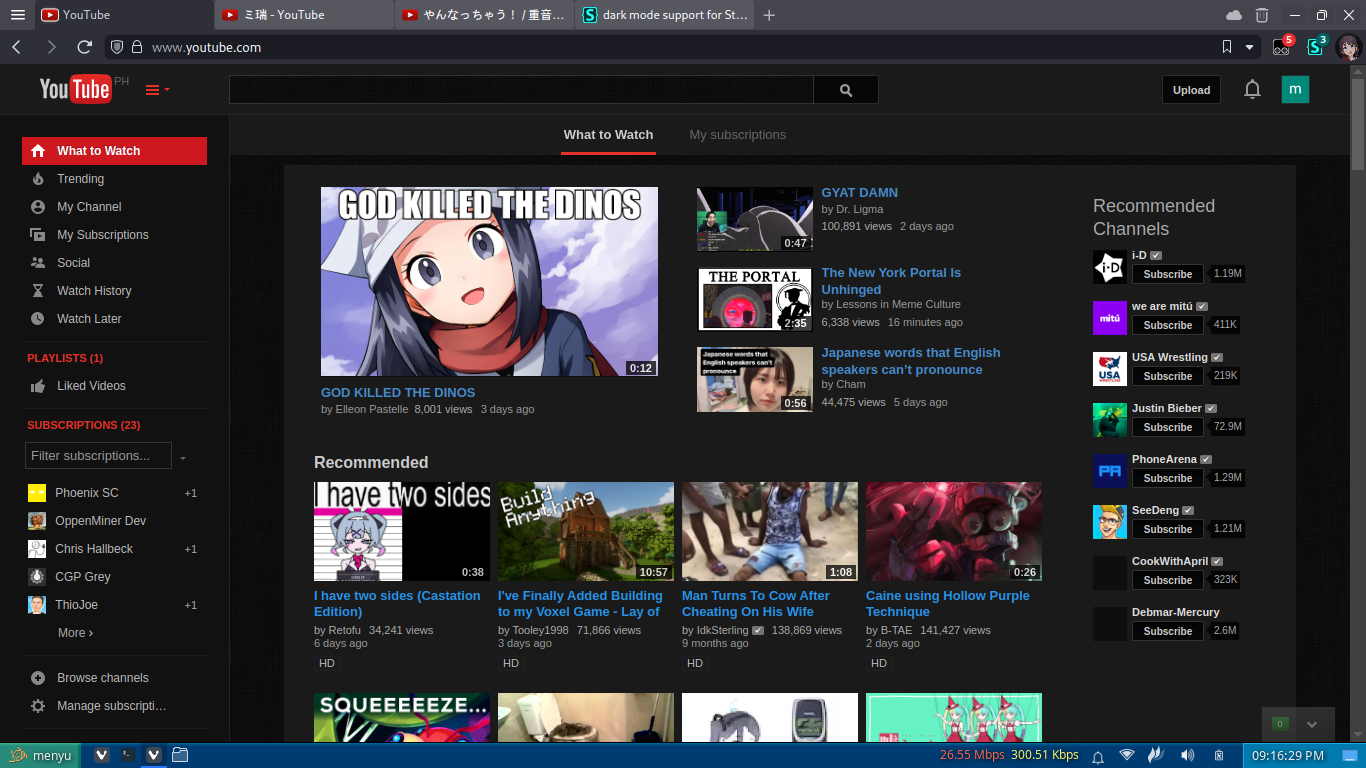 YouTube
ミ瑞 - YouTube
やんなっちゃう！ / 重音…
dark mode support for St…
5
3
www.youtube.com
YouTube PH
Upload
m
What to Watch
My subscriptions
What to Watch
Trending
My Channel
My Subscriptions
Social
Watch History
Watch Later
PLAYLISTS (1)
Liked Videos
SUBSCRIPTIONS (23)
Filter subscriptions...
Phoenix SC +1
OppenMiner Dev
Chris Hallbeck +1
CGP Grey
ThioJoe +1
More ›
Browse channels
Manage subscripti…
GOD KILLED THE DINOS
0:12
GOD KILLED THE DINOS
by Elleon Pastelle 8,001 views 3 days ago
0:47
GYAT DAMN
by Dr. Ligma
100,891 views 2 days ago
THE PORTAL
2:35
The New York Portal Is
Unhinged
by Lessons in Meme Culture
6,338 views 16 minutes ago
Japanese words that
English speakers can't
pronounce
0:56
Japanese words that English
speakers can't pronounce
by Cham
44,475 views 5 days ago
Recommended
I have two sides
0:38
I have two sides (Castation
Edition)
by Retofu 34,241 views
6 days ago
HD
Build
Anything
10:57
I've Finally Added Building
to my Voxel Game - Lay of
by Tooley1998 71,866 views
3 days ago
HD
1:08
Man Turns To Cow After
Cheating On His Wife
by IdkSterling 138,869 views
9 months ago
HD
0:26
Caine using Hollow Purple
Technique
by B-TAE 141,427 views
2 days ago
HD
SQUEEEEEZE...
Recommended
Channels
i-D
i-D
Subscribe 1.19M
mitú
we are mitú
Subscribe 411K
USA
USA Wrestling
Subscribe 219K
Justin Bieber
Subscribe 72.9M
PA
PhoneArena
Subscribe 1.29M
SeeDeng
Subscribe 1.21M
CookWithApril
Subscribe 323K
Debmar-Mercury
Subscribe 2.6M
0
menyu
26.55 Mbps 300.51 Kbps
09:16:29 PM